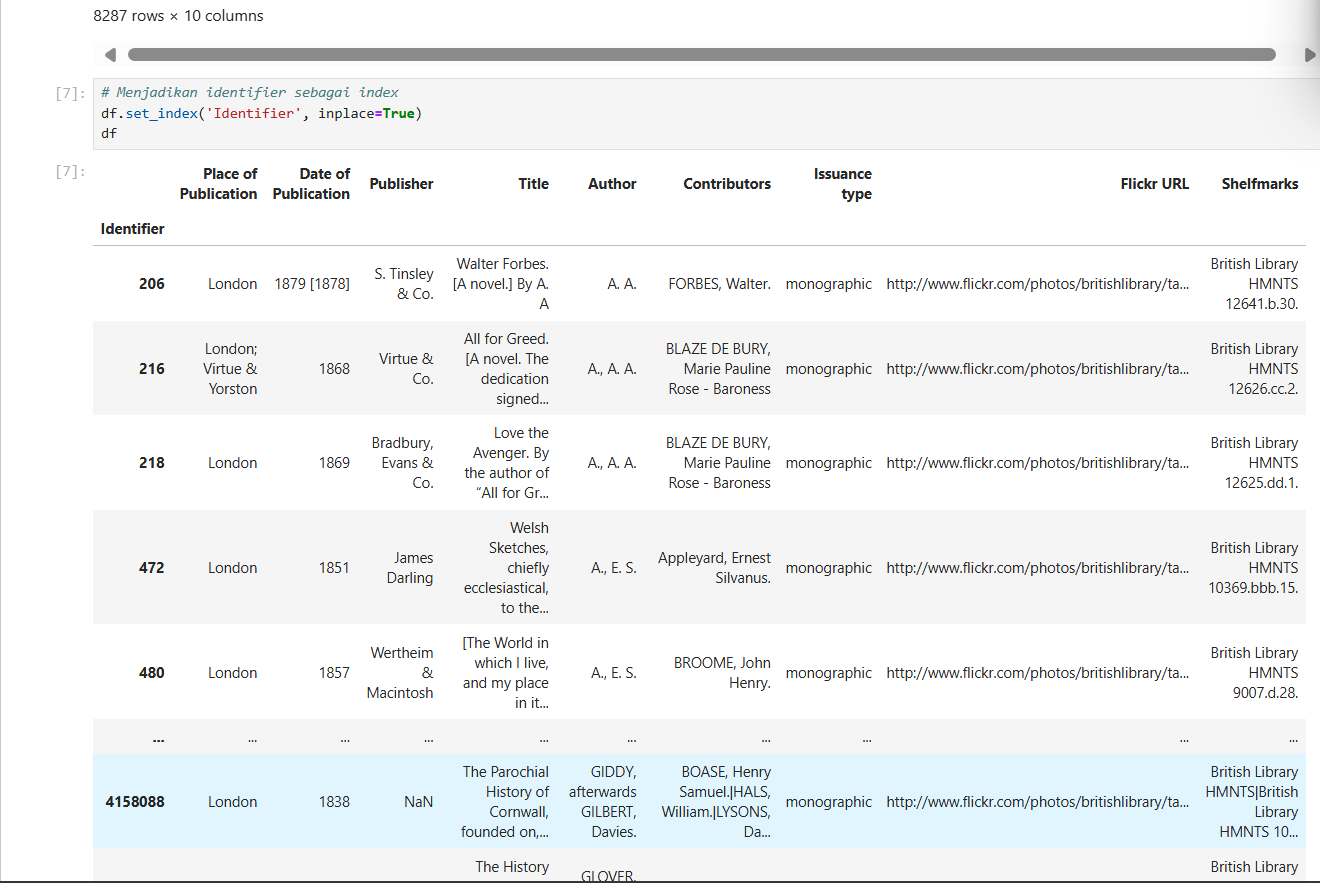 8287 rows × 10 columns
[7]:
# Menjadikan identifier sebagai index
df.set_index('Identifier', inplace=True)
df
[7]:
Place of Publication Date of Publication Publisher Title Author Contributors Issuance type Flickr URL Shelfmarks
Identifier
206 London 1879 [1878] S. Tinsley & Co. Walter Forbes. [A novel.] By A. A A. A. FORBES, Walter. monographic http://www.flickr.com/photos/britishlibrary/ta... British Library HMNTS 12641.b.30.
216 London; Virtue & Yorston 1868 Virtue & Co. All for Greed. [A novel. The dedication signed... A., A. A. BLAZE DE BURY, Marie Pauline Rose - Baroness monographic http://www.flickr.com/photos/britishlibrary/ta... British Library HMNTS 12626.cc.2.
218 London 1869 Bradbury, Evans & Co. Love the Avenger. By the author of “All for Gr... A., A. A. BLAZE DE BURY, Marie Pauline Rose - Baroness monographic http://www.flickr.com/photos/britishlibrary/ta... British Library HMNTS 12625.dd.1.
472 London 1851 James Darling Welsh Sketches, chiefly ecclesiastical, to the... A., E. S. Appleyard, Ernest Silvanus. monographic http://www.flickr.com/photos/britishlibrary/ta... British Library HMNTS 10369.bbb.15.
480 London 1857 Wertheim & Macintosh [The World in which I live, and my place in it... A., E. S. BROOME, John Henry. monographic http://www.flickr.com/photos/britishlibrary/ta... British Library HMNTS 9007.d.28.
... ... ... ... ... ... ... ... ... ...
4158088 London 1838 NaN The Parochial History of Cornwall, founded on,... GIDDY, afterwards GILBERT, Davies. BOASE, Henry Samuel.|HALS, William.|LYSONS, Da... monographic http://www.flickr.com/photos/britishlibrary/ta... British Library HMNTS|British Library HMNTS 10...
The History GLOVER, British Library